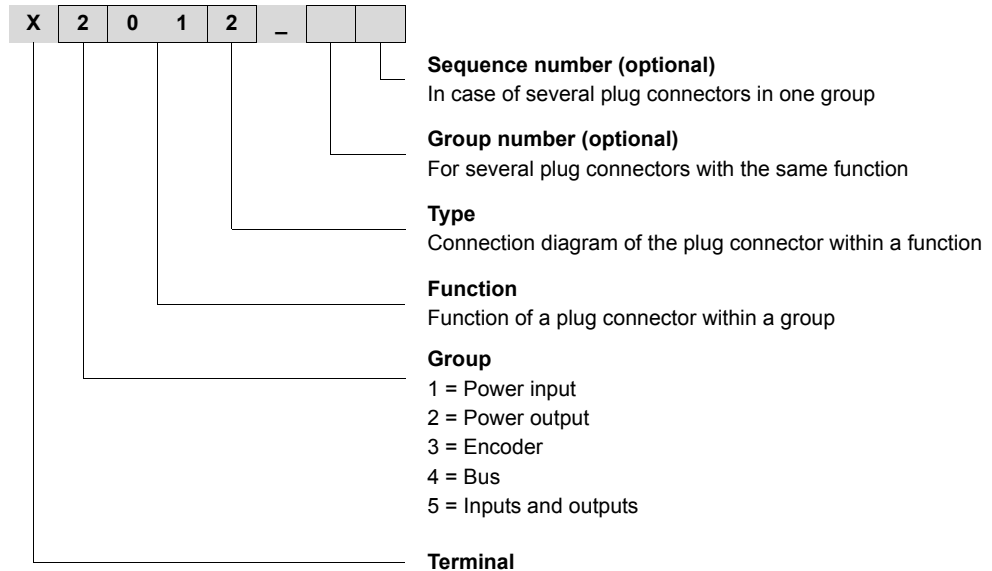 X 2 0 1 2 _
Sequence number (optional)
In case of several plug connectors in one group
Group number (optional)
For several plug connectors with the same function
Type
Connection diagram of the plug connector within a function
Function
Function of a plug connector within a group
Group
1 = Power input
2 = Power output
3 = Encoder
4 = Bus
5 = Inputs and outputs
Terminal